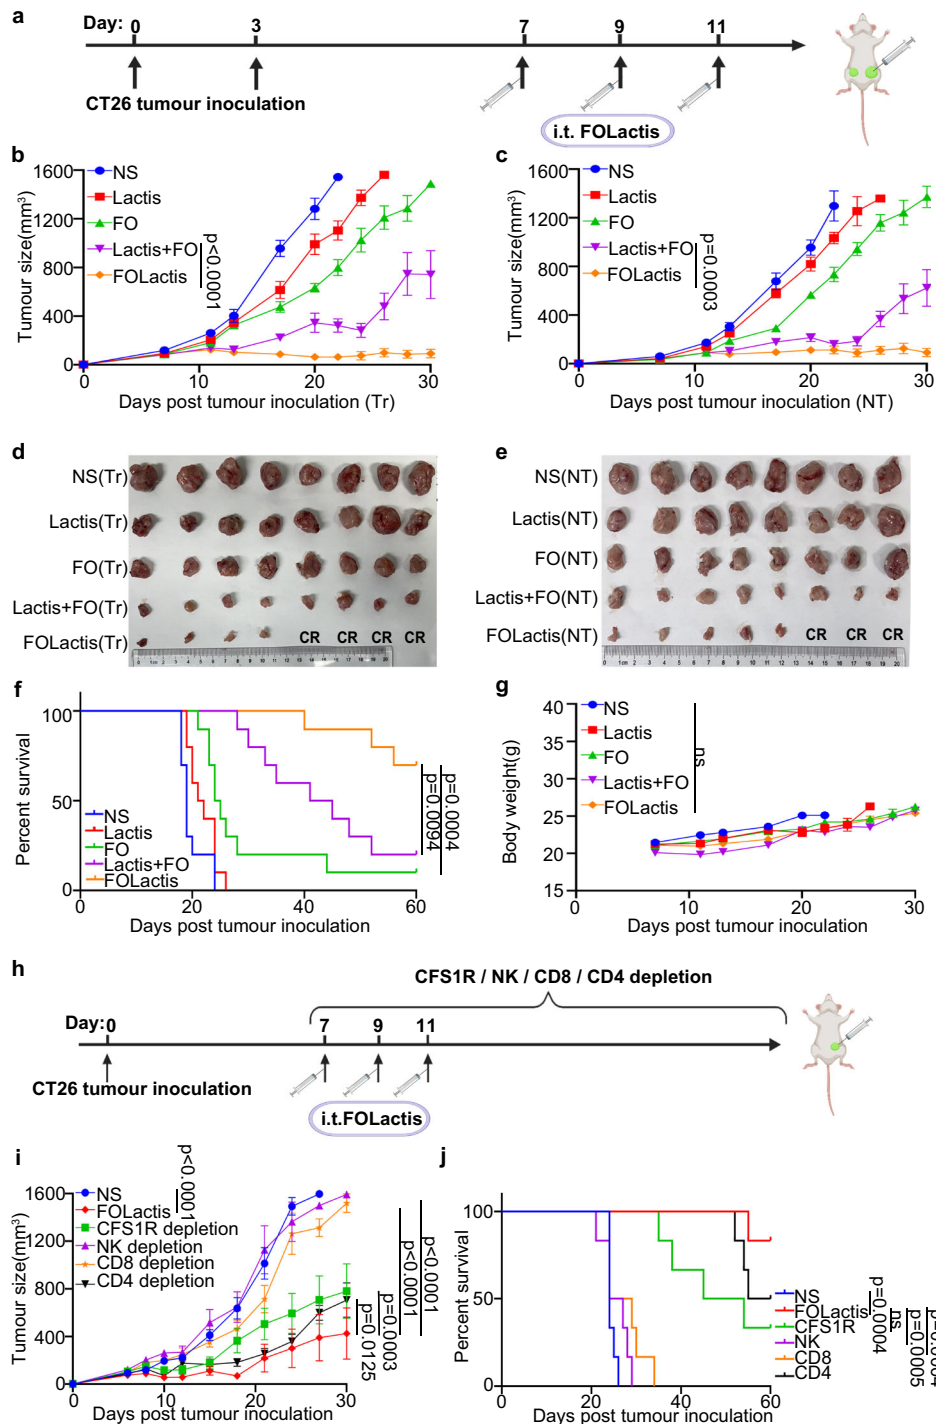 a
Day: 0 3 7 9 11
CT26 tumour inoculation
i.t. FOLactis
b
NS
Lactis
FO
Lactis+FO
FOLactis
p<0.0001
Tumour size(mm³)
1600
1200
800
400
0
0 10 20 30
Days post tumour inoculation (Tr)
c
NS
Lactis
FO
Lactis+FO
FOLactis
p=0.0003
Tumour size(mm³)
1600
1200
800
400
0
0 10 20 30
Days post tumour inoculation (NT)
d
NS(Tr)
Lactis(Tr)
FO(Tr)
Lactis+FO(Tr)
FOLactis(Tr)
CR CR CR CR
e
NS(NT)
Lactis(NT)
FO(NT)
Lactis+FO(NT)
FOLactis(NT)
CR CR CR
f
Percent survival
100
50
0
NS
Lactis
FO
Lactis+FO
FOLactis
p=0.0094
p=0.0004
0 20 40 60
Days post tumour inoculation
g
Body weight(g)
40
35
30
25
20
15
NS
Lactis
FO
Lactis+FO
FOLactis
ns
0 10 20 30
Days post tumour inoculation
h
CFS1R / NK / CD8 / CD4 depletion
Day: 0 7 9 11
CT26 tumour inoculation
i.t.FOLactis
i
Tumour size(mm³)
1600
1200
800
400
0
NS
FOLactis
CFS1R depletion
NK depletion
CD8 depletion
CD4 depletion
p<0.0001
p=0.0125
p=0.0003
p<0.0001
p<0.0001
0 10 20 30
Days post tumour inoculation
j
Percent survival
100
50
0
NS
FOLactis
CFS1R
NK
CD8
CD4
p=0.0004
ns
p=0.0005
0 20 40 60
Days post tumour inoculation